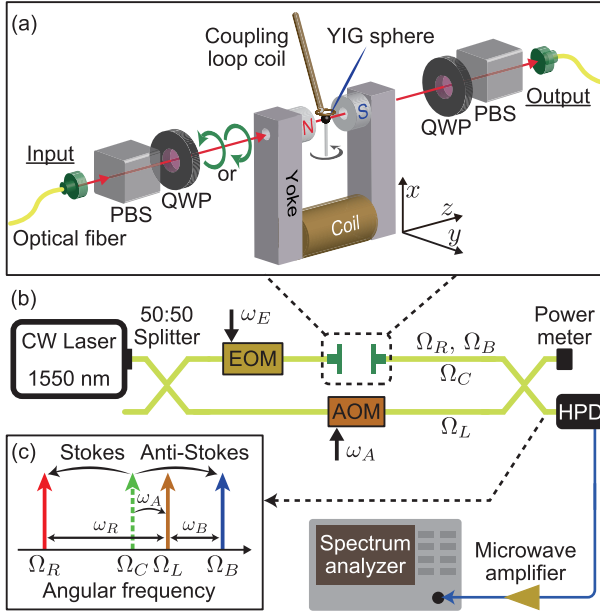 (a)
Coupling
loop coil
YIG sphere
N
S
QWP
PBS
Output
Input
or
PBS
QWP
Optical fiber
Yoke
Coil
x
z
y
(b)
50:50
Splitter
CW Laser
1550 nm
ω_E
EOM
Ω_R, Ω_B
Ω_C
Power
meter
AOM
ω_A
Ω_L
HPD
(c)
Stokes
Anti-Stokes
ω_A
ω_R
ω_B
Ω_R
Ω_C
Ω_L
Ω_B
Angular frequency
Spectrum
analyzer
Microwave
amplifier